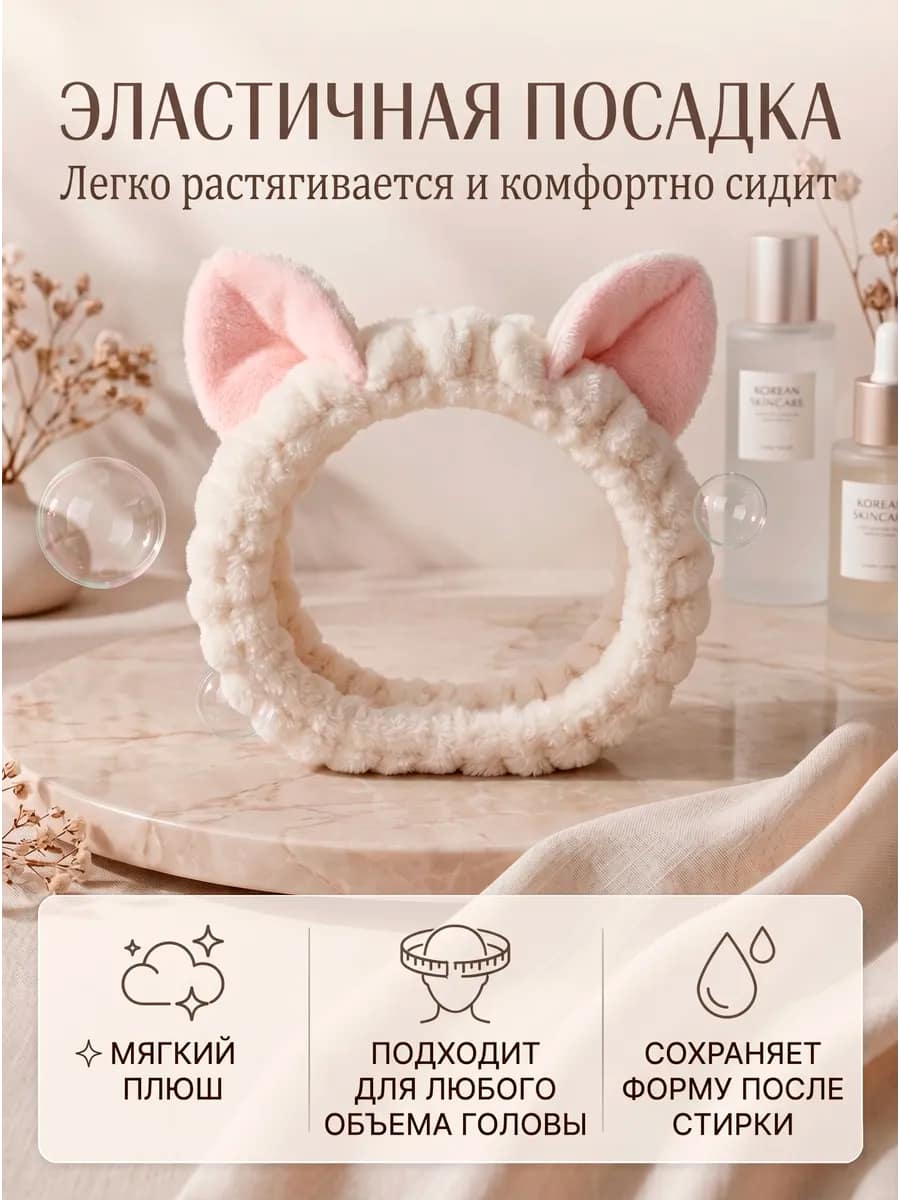 ЭЛАСТИЧНАЯ ПОСАДКА
Легко растягивается и комфортно сидит
KOREAN
SKINCARE
KOREAN
SKINCA
МЯГКИЙ
ПЛЮШ
ПОДХОДИТ
ДЛЯ ЛЮБОГО
ОБЪЕМА ГОЛОВЫ
СОХРАНЯЕТ
ФОРМУ ПОСЛЕ
СТИРКИ